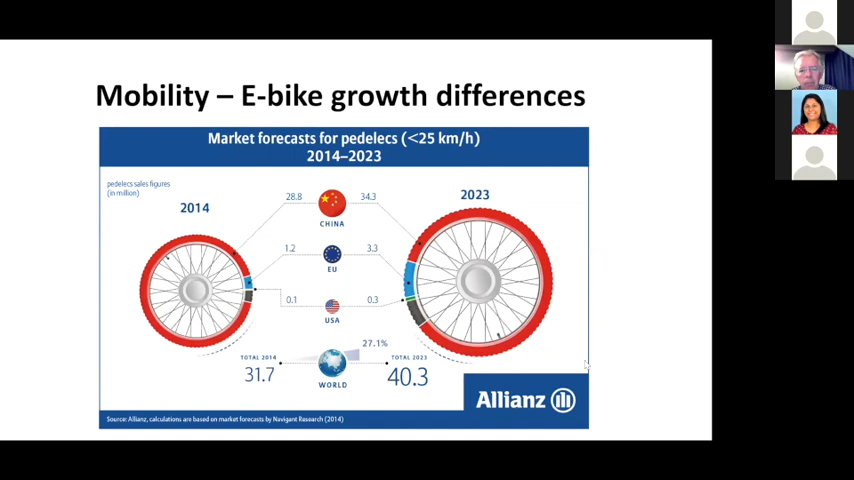 Mobility – E-bike growth differences
Market forecasts for pedelecs (<25 km/h)
2014–2023
pedelecs sales figures
(in million)
2014
2023
28.8
34.3
CHINA
1.2
3.3
EU
0.1
0.3
USA
27.1%
TOTAL 2014
TOTAL 2023
31.7
40.3
WORLD
Allianz
Source: Allianz, calculations are based on market forecasts by Navigant Research (2014)